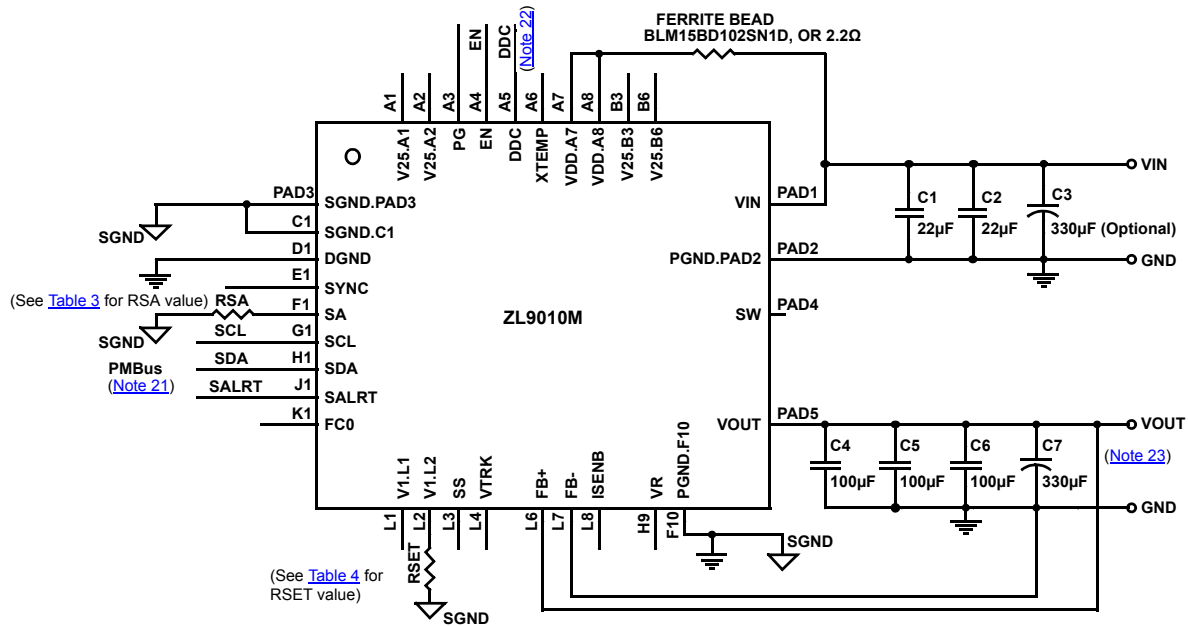 FERRITE BEAD
BLM15BD102SN1D, OR 2.2Ω
EN
DDC
(Note 22)
A1
A2
A3
A4
A5
A6
A7
A8
B3
B6
V25.A1
V25.A2
PG
EN
DDC
XTEMP
VDD.A7
VDD.A8
V25.B3
V25.B6
PAD3
SGND.PAD3
SGND
C1
SGND.C1
D1
DGND
E1
SYNC
(See Table 3 for RSA value)
RSA
F1
SA
SGND
SCL
G1
SCL
PMBus
(Note 21)
SDA
H1
SDA
SALRT
J1
SALRT
K1
FC0
ZL9010M
VIN
PAD1
PGND.PAD2
PAD2
SW
PAD4
VOUT
PAD5
C1
22µF
C2
22µF
C3
330µF (Optional)
VIN
GND
C4
100µF
C5
100µF
C6
100µF
C7
330µF
VOUT
(Note 23)
GND
V1.L1
V1.L2
SS
VTRK
FB+
FB-
ISENB
VR
PGND.F10
L1
L2
L3
L4
L6
L7
L8
H9
F10
RSET
(See Table 4 for
RSET value)
SGND
SGND